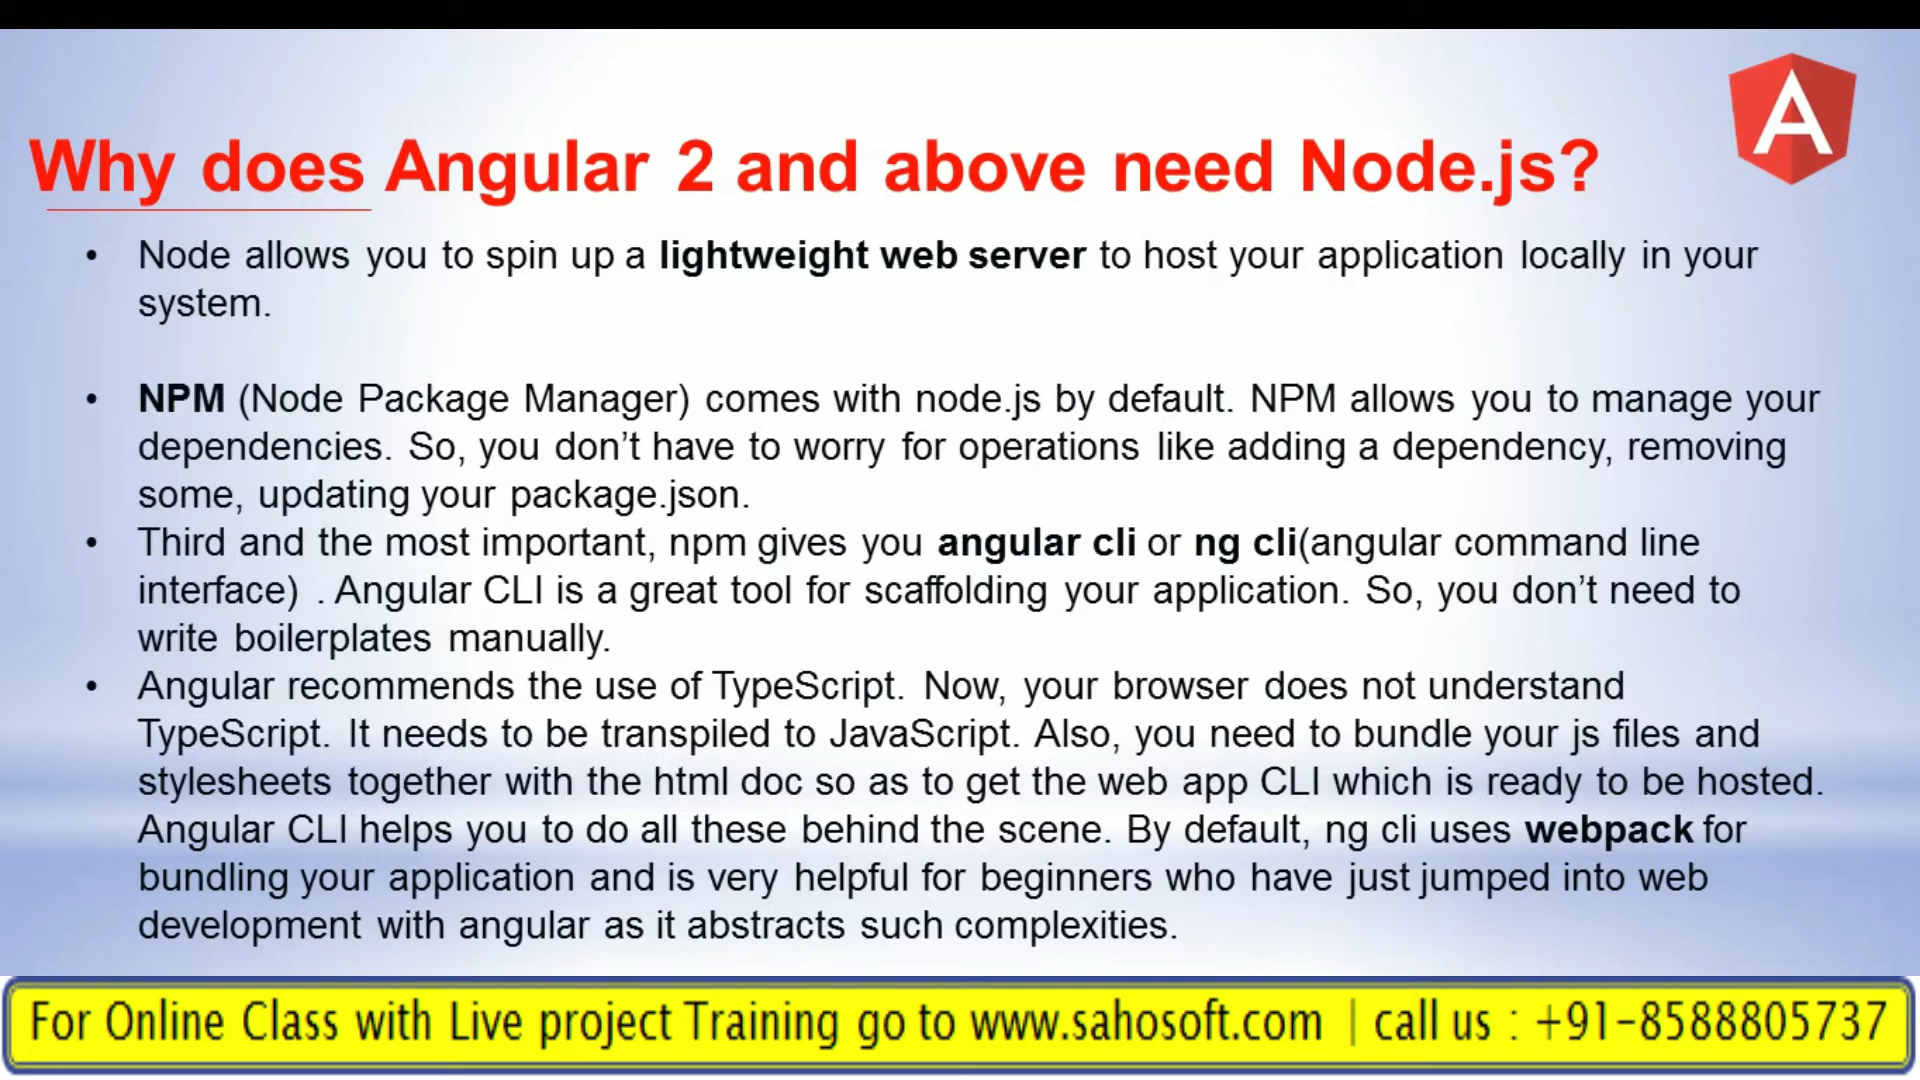 A
Why does Angular 2 and above need Node.js?
• Node allows you to spin up a lightweight web server to host your application locally in your
system.
• NPM (Node Package Manager) comes with node.js by default. NPM allows you to manage your
dependencies. So, you don’t have to worry for operations like adding a dependency, removing
some, updating your package.json.
• Third and the most important, npm gives you angular cli or ng cli(angular command line
interface) . Angular CLI is a great tool for scaffolding your application. So, you don’t need to
write boilerplates manually.
• Angular recommends the use of TypeScript. Now, your browser does not understand
TypeScript. It needs to be transpiled to JavaScript. Also, you need to bundle your js files and
stylesheets together with the html doc so as to get the web app CLI which is ready to be hosted.
Angular CLI helps you to do all these behind the scene. By default, ng cli uses webpack for
bundling your application and is very helpful for beginners who have just jumped into web
development with angular as it abstracts such complexities.
For Online Class with Live project Training go to www.sahosoft.com | call us : +91-8588805737